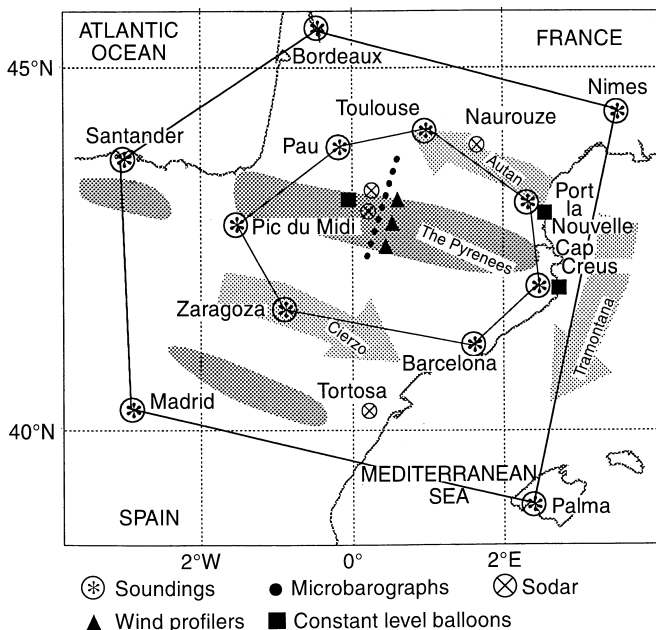 ATLANTIC
OCEAN
FRANCE
45°N
Bordeaux
Nimes
Toulouse
Naurouze
Santander
Pau
Autan
Port
la
Nouvelle
Pic du Midi
The Pyrenees
Cap
Creus
Zaragoza
Cierzo
Tramontana
Barcelona
Madrid
Tortosa
40°N
MEDITERRANEAN
SEA
SPAIN
Palma
2°W
0°
2°E
Soundings
Microbarographs
Sodar
Wind profilers
Constant level balloons